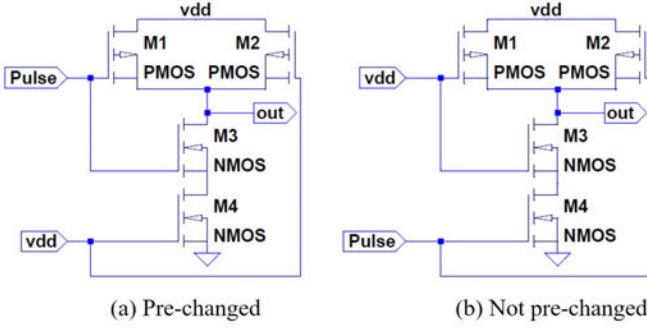 vdd
M1 M2
Pulse
PMOS PMOS
out
M3
NMOS
M4
vdd
NMOS
(a) Pre-changed
vdd
M1 M2
vdd
PMOS PMOS
out
M3
NMOS
M4
Pulse
NMOS
(b) Not pre-changed